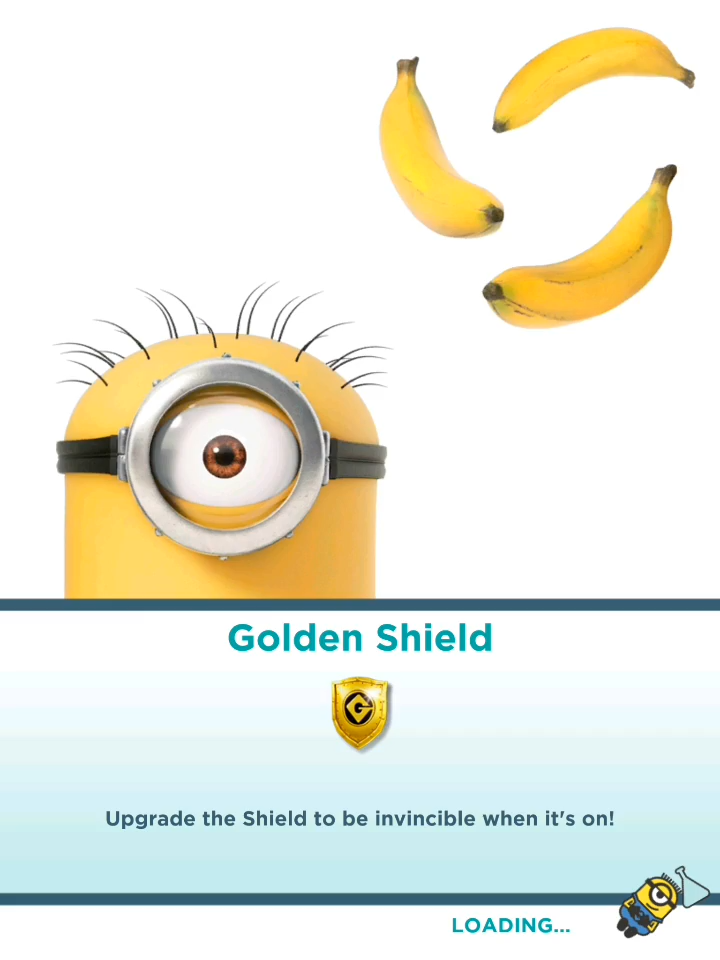 Golden Shield
G
Upgrade the Shield to be invincible when it's on!
LOADING...